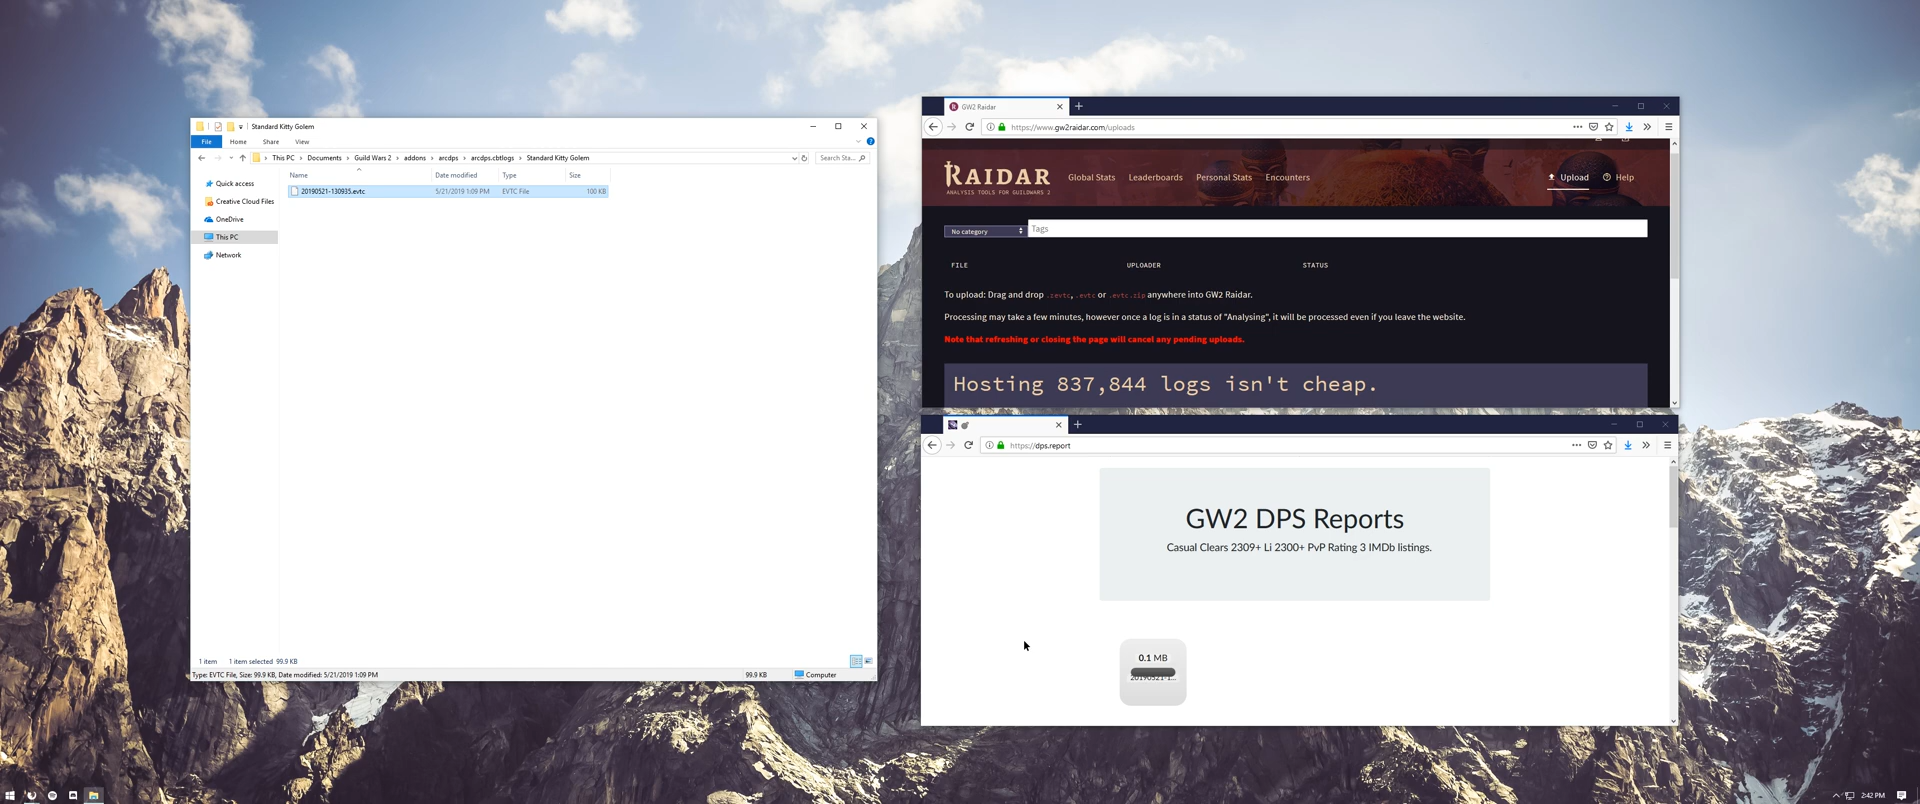 Standard Kitty Golem
File Home Share View
This PC > Documents > Guild Wars 2 > addons > arcdps > arcdps.cbtlogs > Standard Kitty Golem
Search Sta...
Name Date modified Type Size
20190521-130935.evtc 5/21/2019 1:09 PM EVTC File 100 KB
Quick access
Creative Cloud Files
OneDrive
This PC
Network
1 item 1 item selected 99.9 KB
Type: EVTC File, Size: 99.9 KB, Date modified: 5/21/2019 1:09 PM 99.9 KB Computer
GW2 Raidar
https://www.gw2raidar.com/uploads
RAIDAR
ANALYSIS TOOLS FOR GUILDWARS 2
Global Stats Leaderboards Personal Stats Encounters Upload Help
No category Tags
FILE UPLOADER STATUS
To upload: Drag and drop .zevtc, .evtc or .evtc.zip anywhere into GW2 Raidar.
Processing may take a few minutes, however once a log is in a status of "Analysing", it will be processed even if you leave the website.
Note that refreshing or closing the page will cancel any pending uploads.
Hosting 837,844 logs isn't cheap.
https://dps.report
GW2 DPS Reports
Casual Clears 2309+ Li 2300+ PvP Rating 3 IMDb listings.
0.1 MB
20190521-1...
2:42 PM